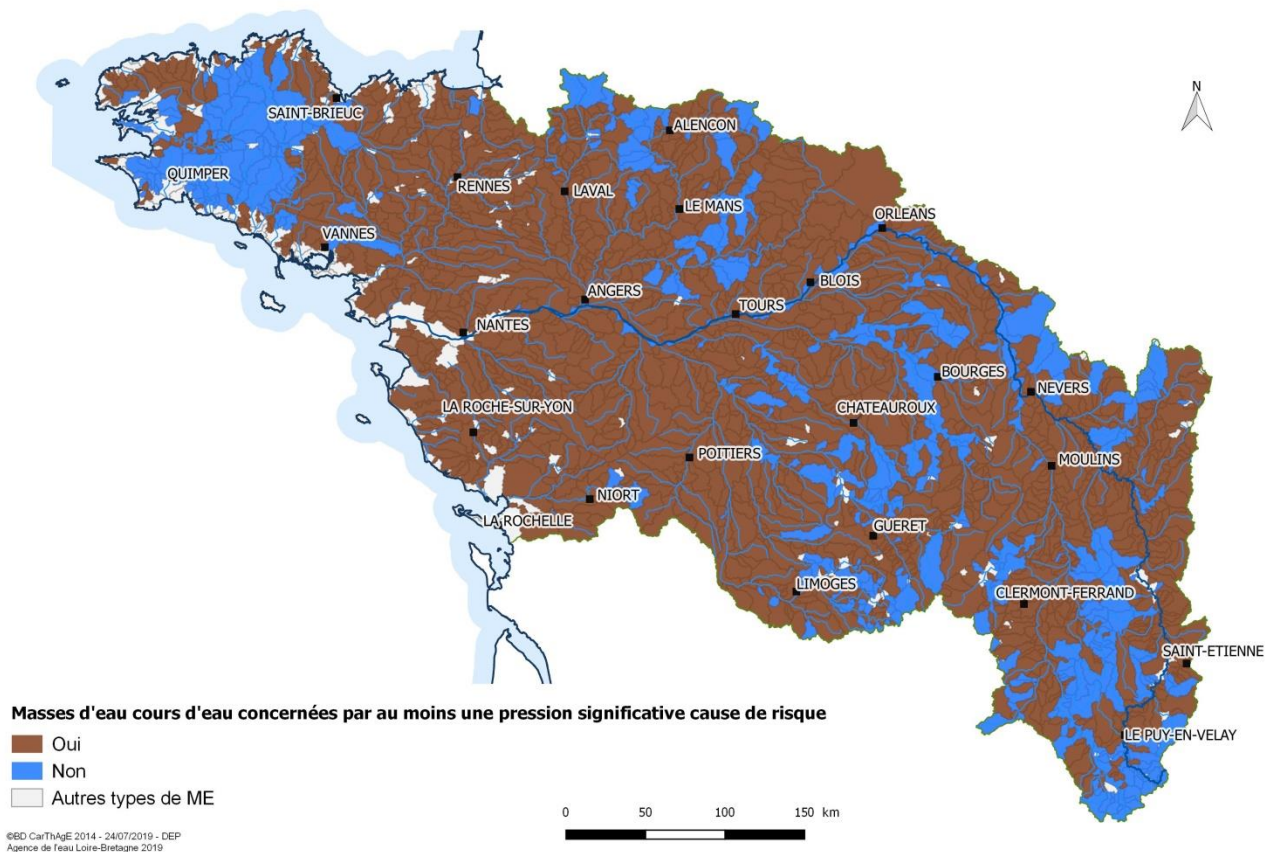 N
ALENCON
SAINT-BRIEUC
QUIMPER
RENNES
LAVAL
LE MANS
ORLEANS
VANNES
BLOIS
ANGERS
TOURS
NANTES
BOURGES
NEVERS
LA ROCHE-SUR-YON
CHATEAUROUX
POITIERS
MOULINS
NIORT
LA ROCHELLE
GUERET
LIMOGES
CLERMONT-FERRAND
SAINT-ETIENNE
LE PUY-EN-VELAY
Masses d'eau cours d'eau concernées par au moins une pression significative cause de risque
Oui
Non
Autres types de ME
0 50 100 150 km
©BD CarThAgE 2014 - 24/07/2019 - DEP
Agence de l'eau Loire-Bretagne 2019